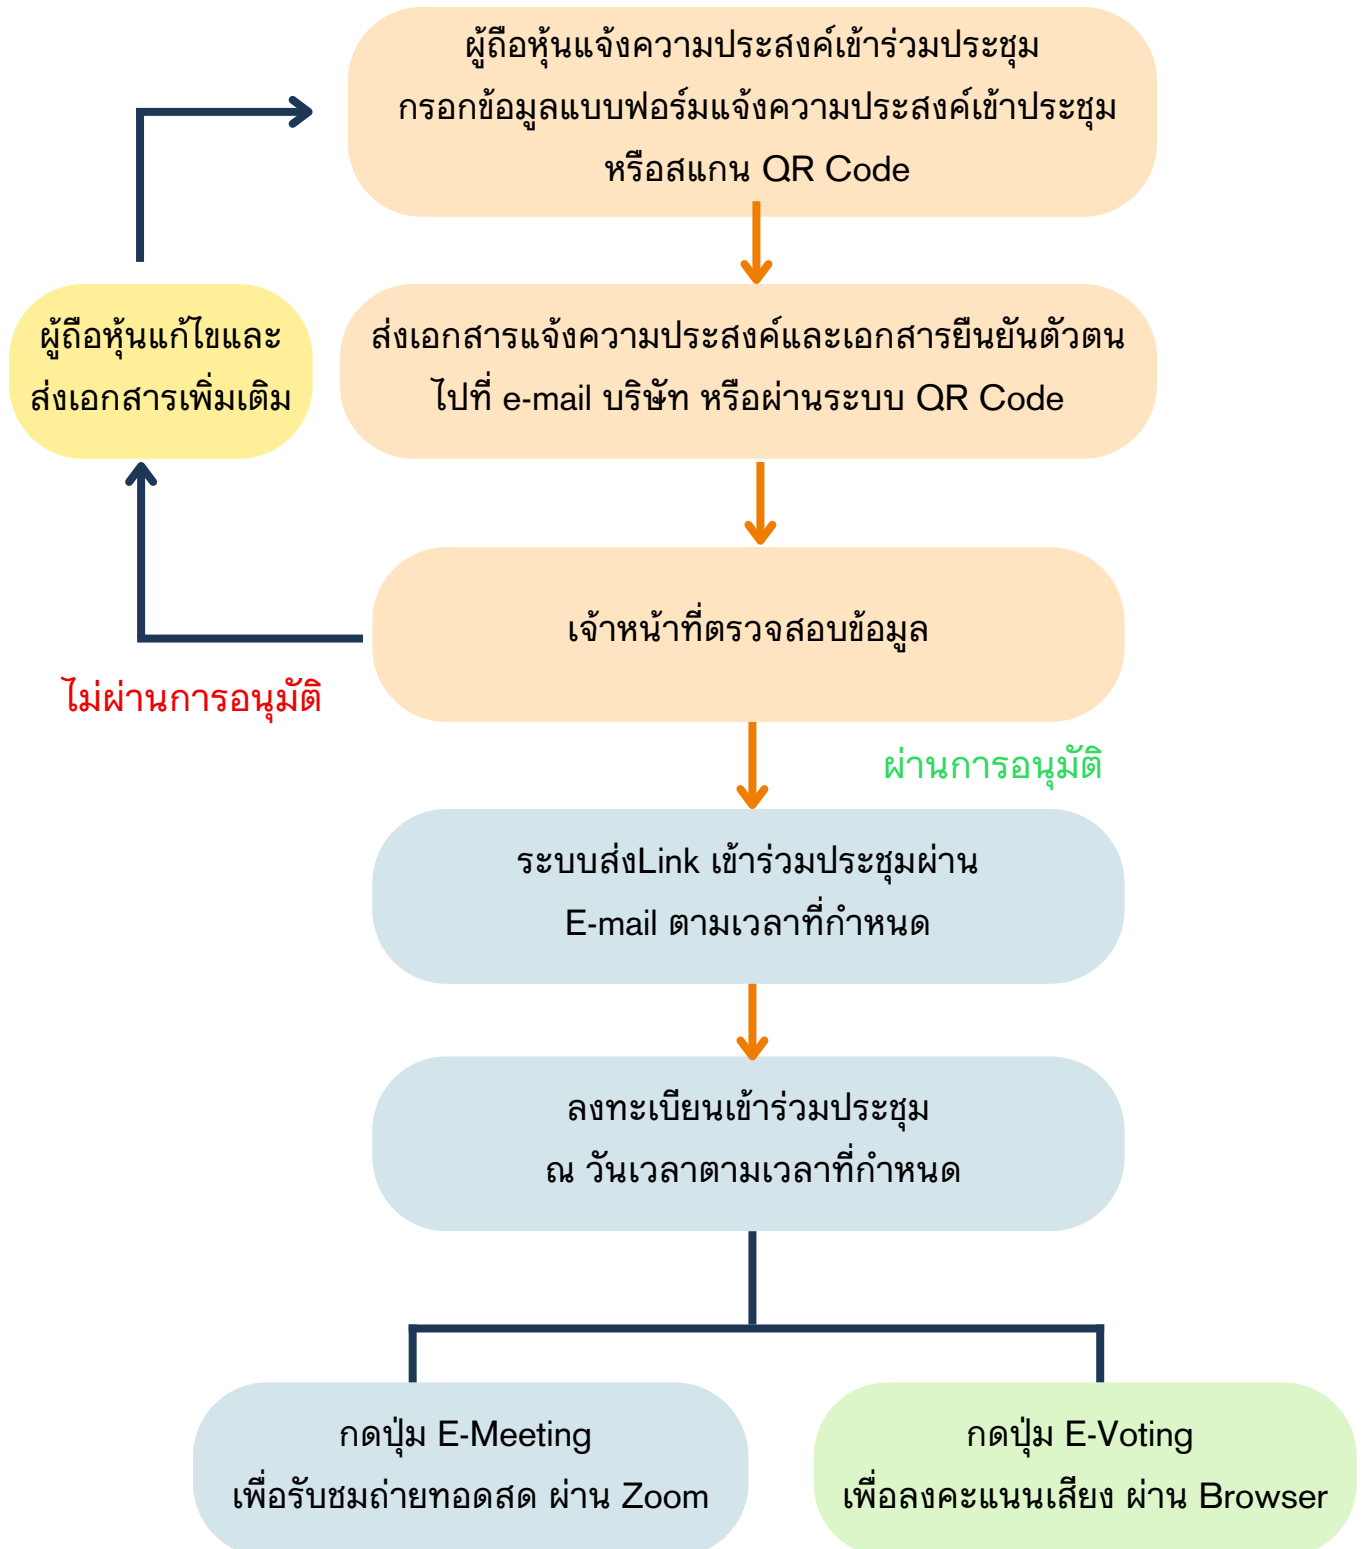 ผู้ถือหุ้นแจ้งความประสงค์เข้าร่วมประชุม
กรอกข้อมูลแบบฟอร์มแจ้งความประสงค์เข้าประชุม
หรือสแกน QR Code
ผู้ถือหุ้นแก้ไขและ
ส่งเอกสารเพิ่มเติม
ส่งเอกสารแจ้งความประสงค์และเอกสารยืนยันตัวตน
ไปที่ e-mail บริษัท หรือผ่านระบบ QR Code
เจ้าหน้าที่ตรวจสอบข้อมูล
ไม่ผ่านการอนุมัติ
ผ่านการอนุมัติ
ระบบส่งLink เข้าร่วมประชุมผ่าน
E-mail ตามเวลาที่กำหนด
ลงทะเบียนเข้าร่วมประชุม
ณ วันเวลาตามเวลาที่กำหนด
กดปุ่ม E-Meeting
เพื่อรับชมถ่ายทอดสด ผ่าน Zoom
กดปุ่ม E-Voting
เพื่อลงคะแนนเสียง ผ่าน Browser